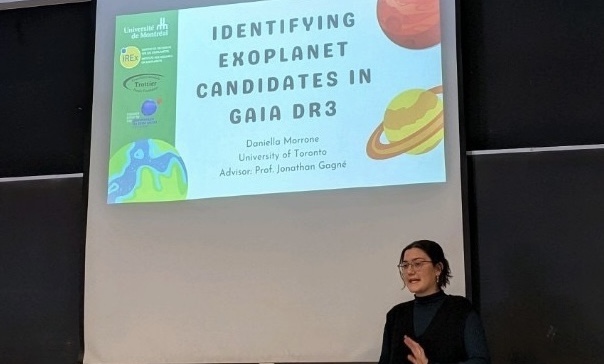 Université
de Montréal
iREx
Trottier
IDENTIFYING
EXOPLANET
CANDIDATES IN
GAIA DR3
Daniella Morrone
University of Toronto
Advisor: Prof. Jonathan Gagné